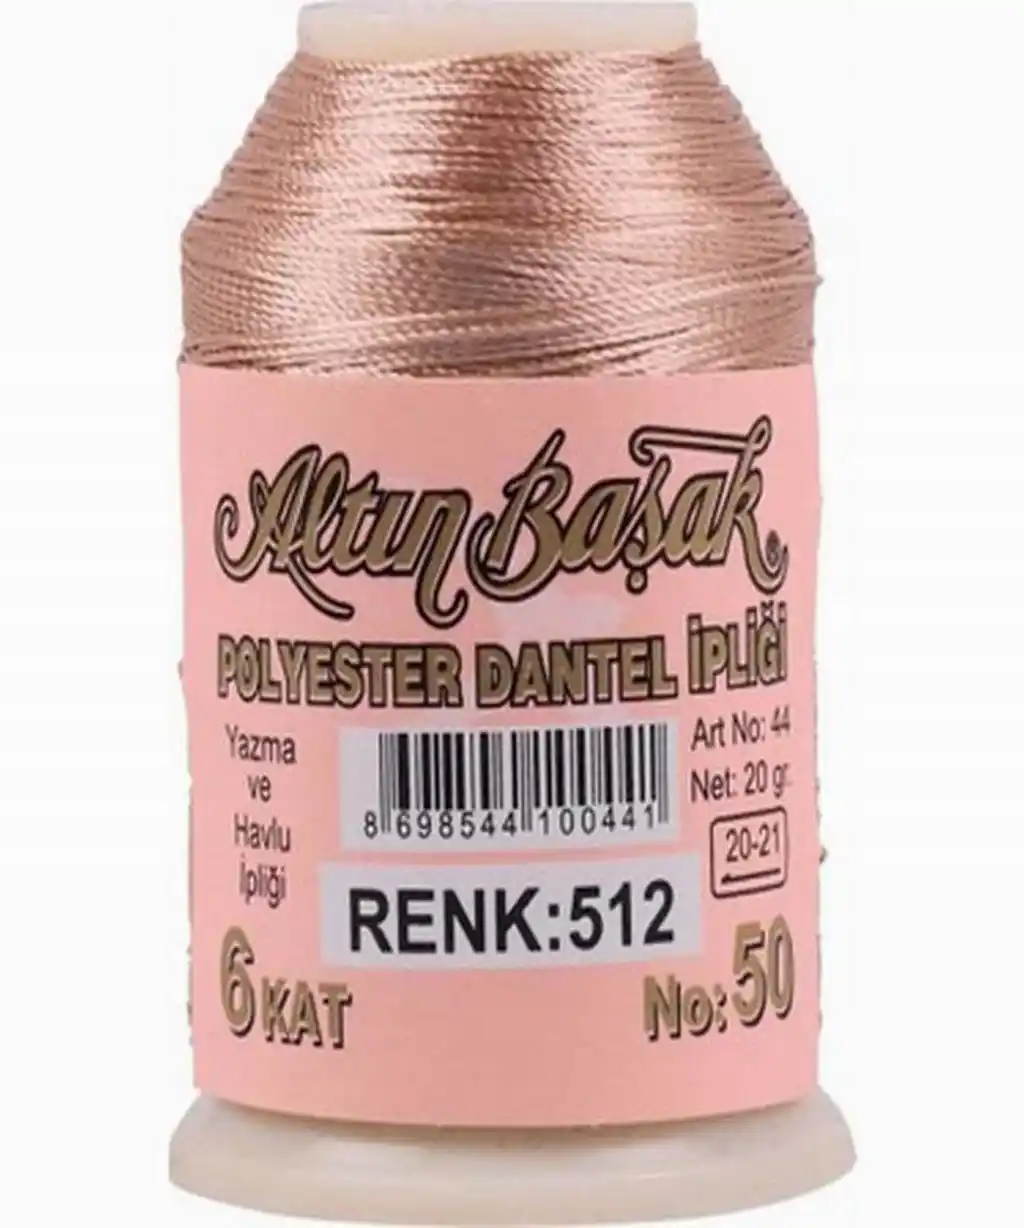 Altın Başak ®
POLYESTER DANTEL İPLİĞİ
Yazma
ve
Havlu
İpliği
8 698544 100441
Art No: 44
Net: 20 gr.
20-21
RENK:512
6 KAT
No: 50